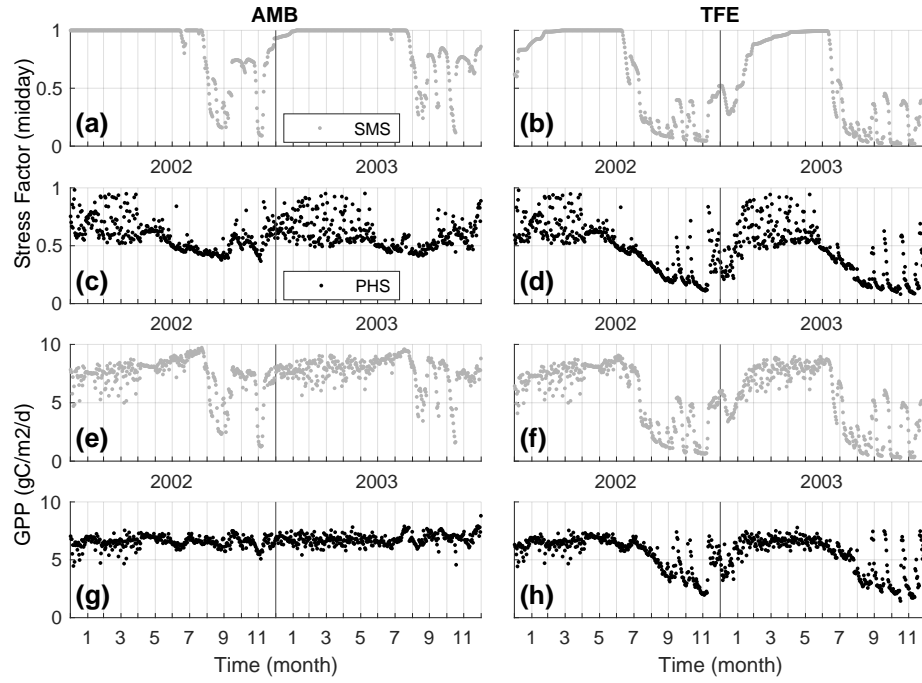 AMB TFE
Stress Factor (midday)
1
0.5
0
(a)
SMS
(b)
2002 2003 2002 2003
1
0.5
0
(c)
PHS
(d)
2002 2003 2002 2003
GPP (gC/m2/d)
10
5
0
(e)
(f)
2002 2003 2002 2003
10
5
0
(g)
(h)
1 3 5 7 9 11 1 3 5 7 9 11 1 3 5 7 9 11 1 3 5 7 9 11
Time (month) Time (month)